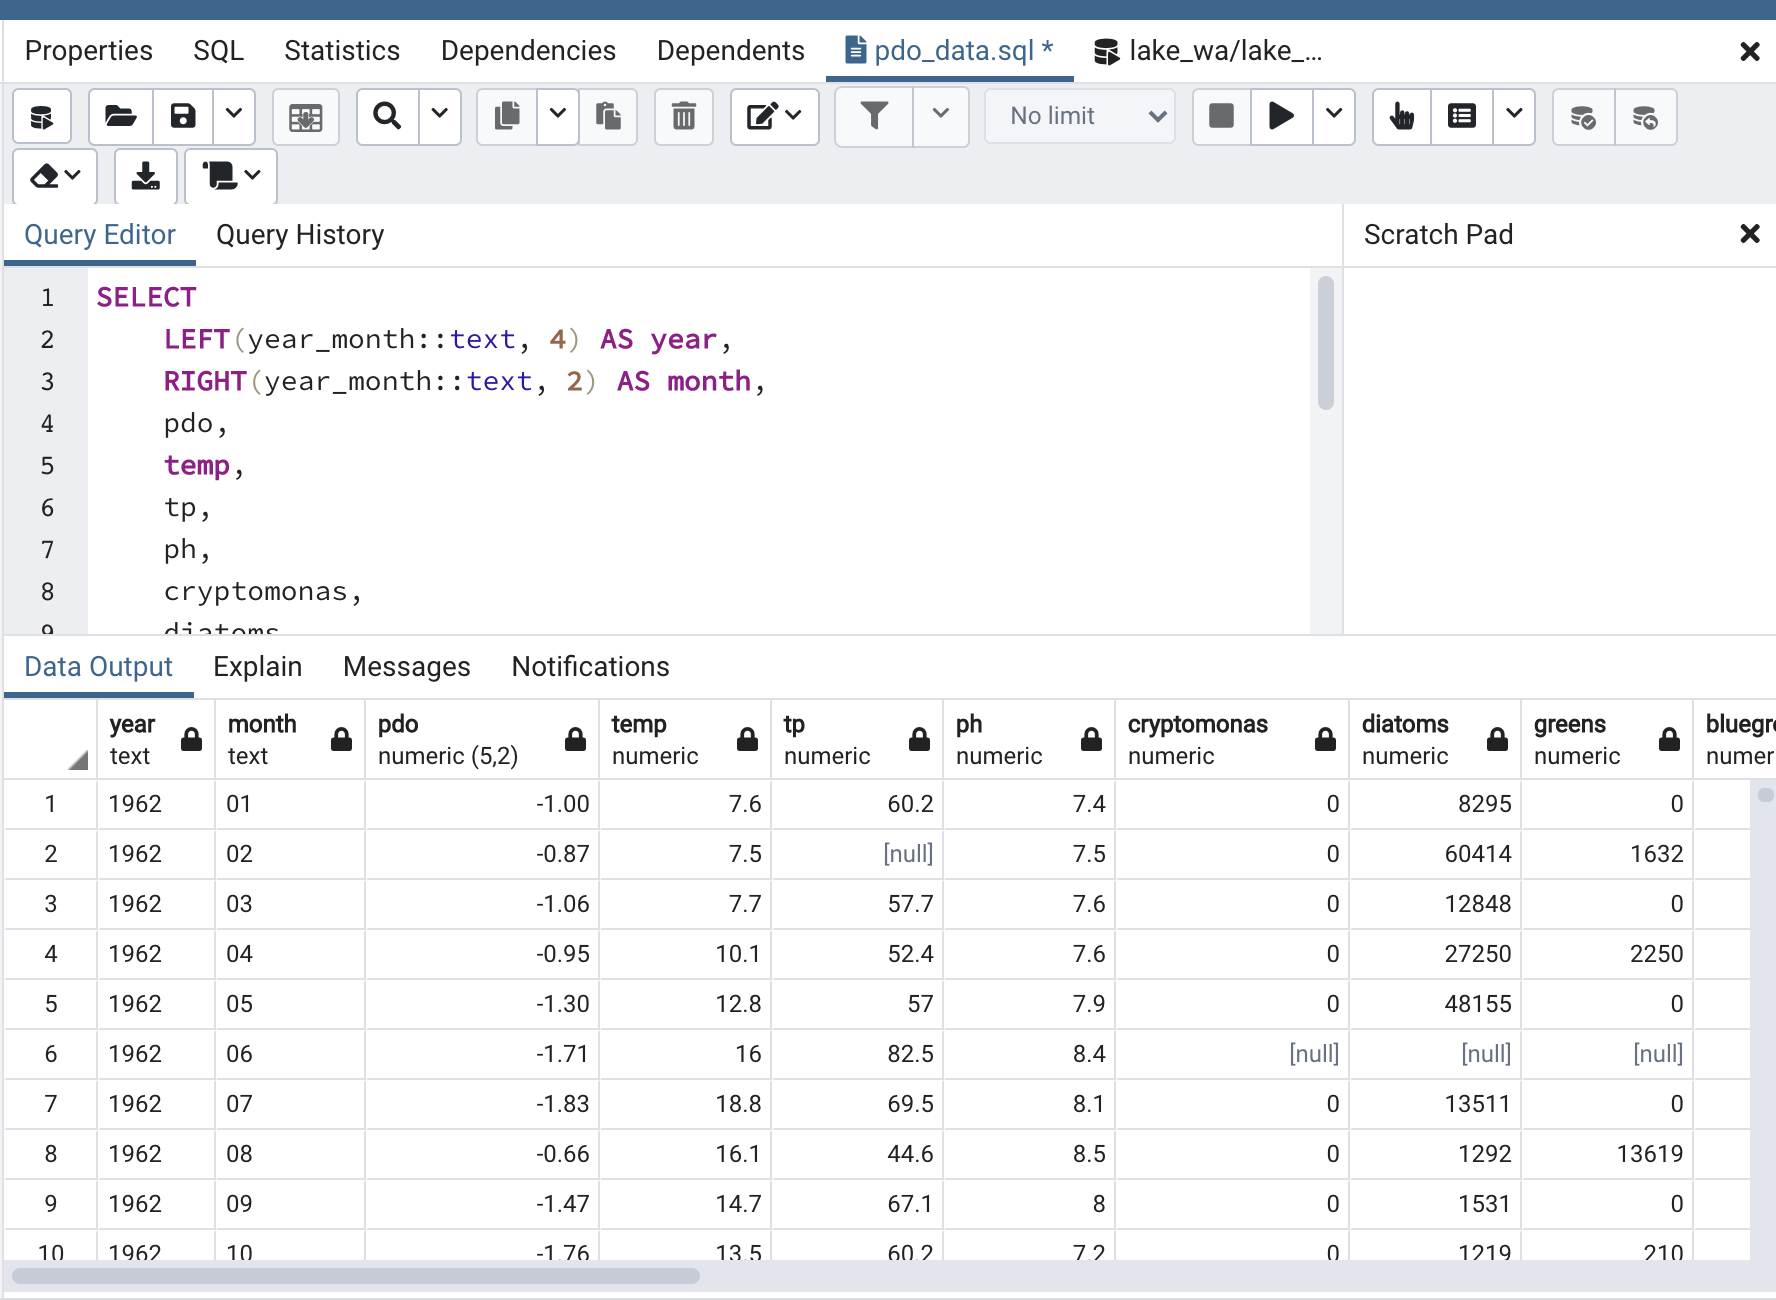 Properties SQL Statistics Dependencies Dependents pdo_data.sql * lake_wa/lake_...
No limit
Query Editor Query History Scratch Pad
1 SELECT
2 LEFT(year_month::text, 4) AS year,
3 RIGHT(year_month::text, 2) AS month,
4 pdo,
5 temp,
6 tp,
7 ph,
8 cryptomonas,
9 diatoms
Data Output Explain Messages Notifications
year month pdo temp tp ph cryptomonas diatoms greens bluegre
text text numeric (5,2) numeric numeric numeric numeric numeric numeric numer
1 1962 01 -1.00 7.6 60.2 7.4 0 8295 0
2 1962 02 -0.87 7.5 [null] 7.5 0 60414 1632
3 1962 03 -1.06 7.7 57.7 7.6 0 12848 0
4 1962 04 -0.95 10.1 52.4 7.6 0 27250 2250
5 1962 05 -1.30 12.8 57 7.9 0 48155 0
6 1962 06 -1.71 16 82.5 8.4 [null] [null] [null]
7 1962 07 -1.83 18.8 69.5 8.1 0 13511 0
8 1962 08 -0.66 16.1 44.6 8.5 0 1292 13619
9 1962 09 -1.47 14.7 67.1 8 0 1531 0
10 1962 10 -1.76 13.5 60.2 7.2 0 1219 210